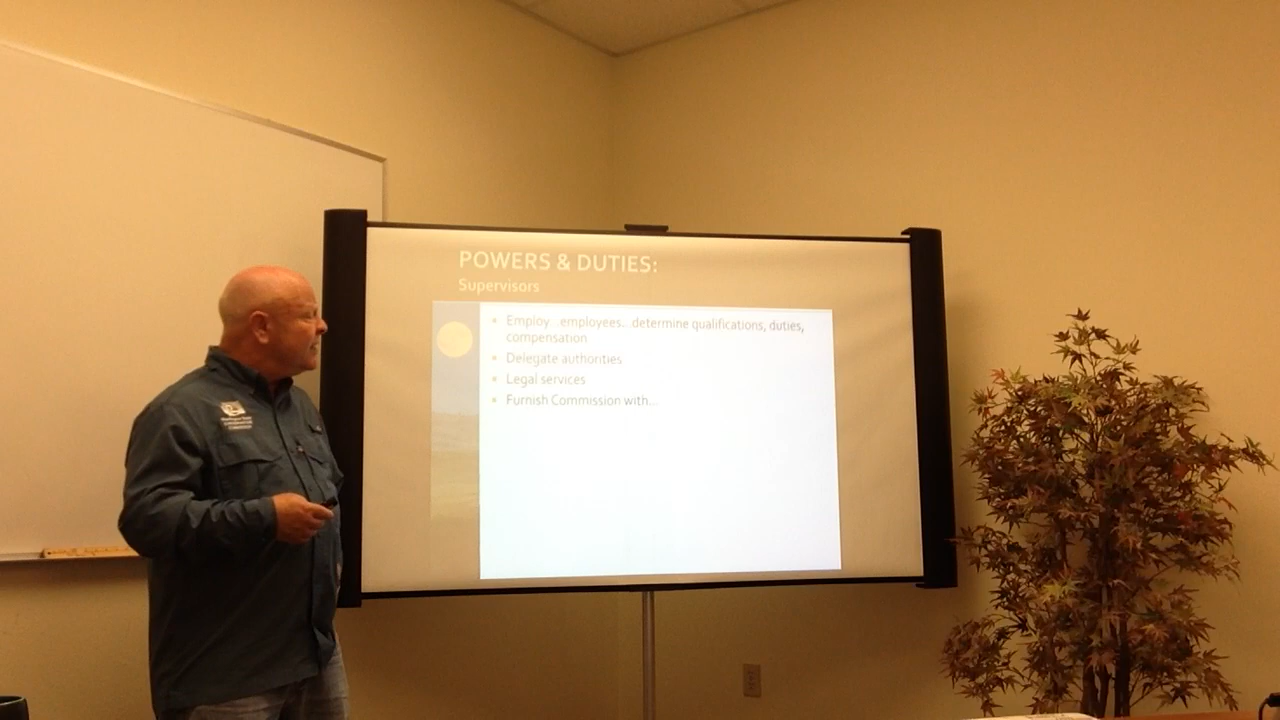 POWERS & DUTIES:
Supervisors
Employ…employees…determine qualifications, duties,
compensation
Delegate authorities
Legal services
Furnish Commission with…